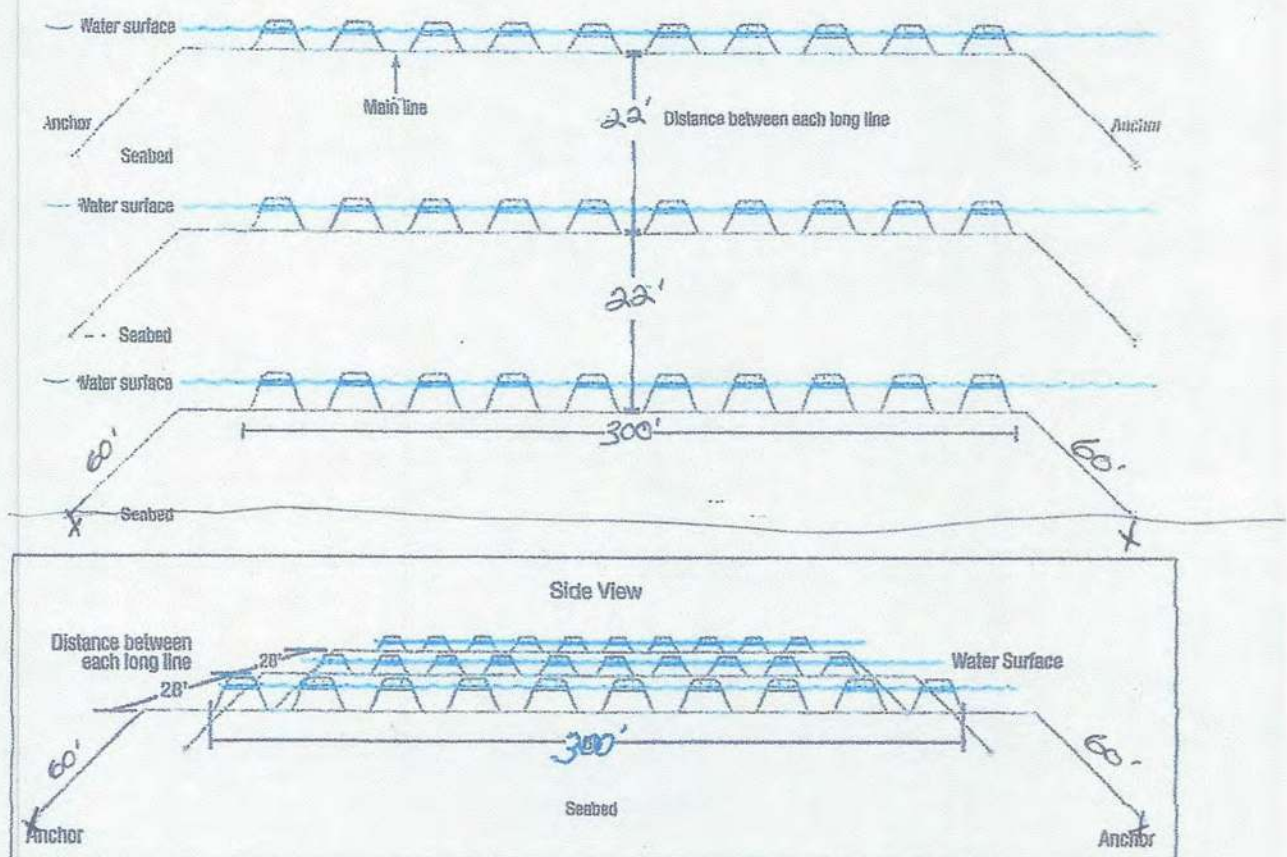 Water surface
Main line
Anchor
22'
Distance between each long line
Anchor
Seabed
Water surface
22'
Seabed
Water surface
60'
300'
60'
Seabed
X
X
Side View
Distance between
each long line
28'
28'
Water Surface
60'
300'
60'
Seabed
Anchor
Anchor